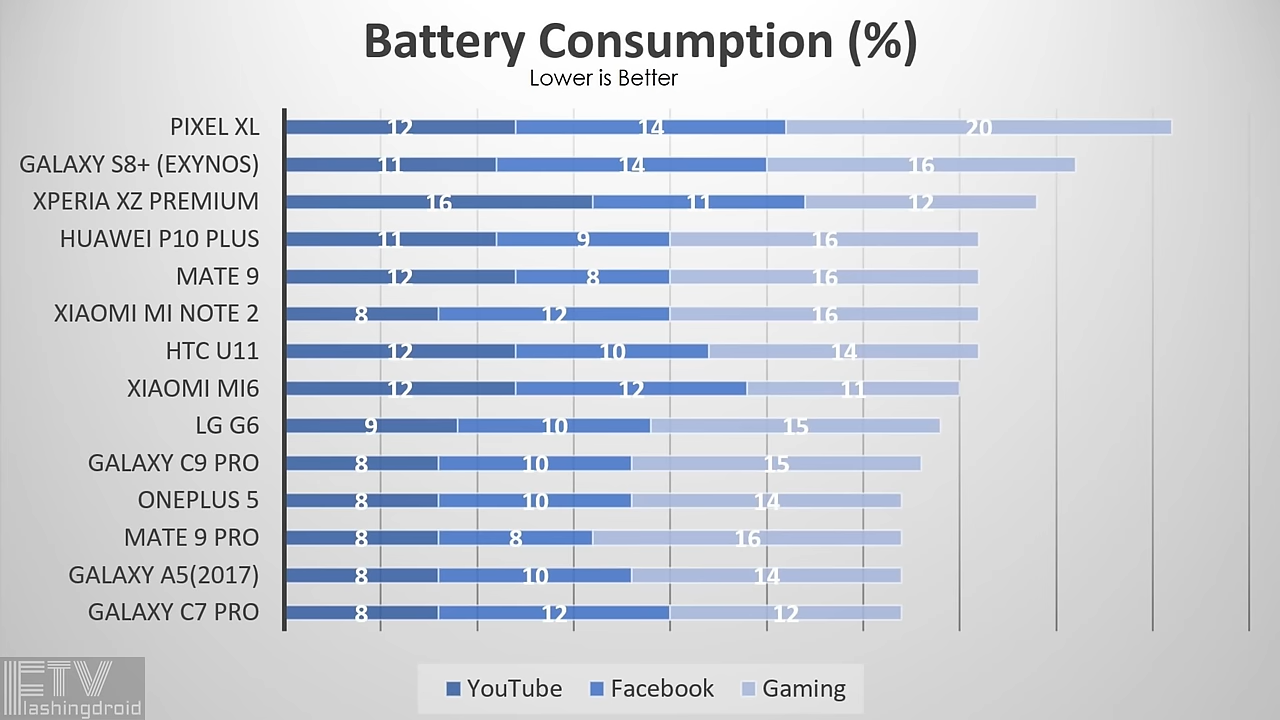 Battery Consumption (%)
Lower is Better
PIXEL XL 12 14 20
GALAXY S8+ (EXYNOS) 11 14 16
XPERIA XZ PREMIUM 16 11 12
HUAWEI P10 PLUS 11 9 16
MATE 9 12 8 16
XIAOMI MI NOTE 2 8 12 16
HTC U11 12 10 14
XIAOMI MI6 12 12 11
LG G6 9 10 15
GALAXY C9 PRO 8 10 15
ONEPLUS 5 8 10 14
MATE 9 PRO 8 8 16
GALAXY A5(2017) 8 10 14
GALAXY C7 PRO 8 12 12
YouTube Facebook Gaming
ETV
lashingdroid